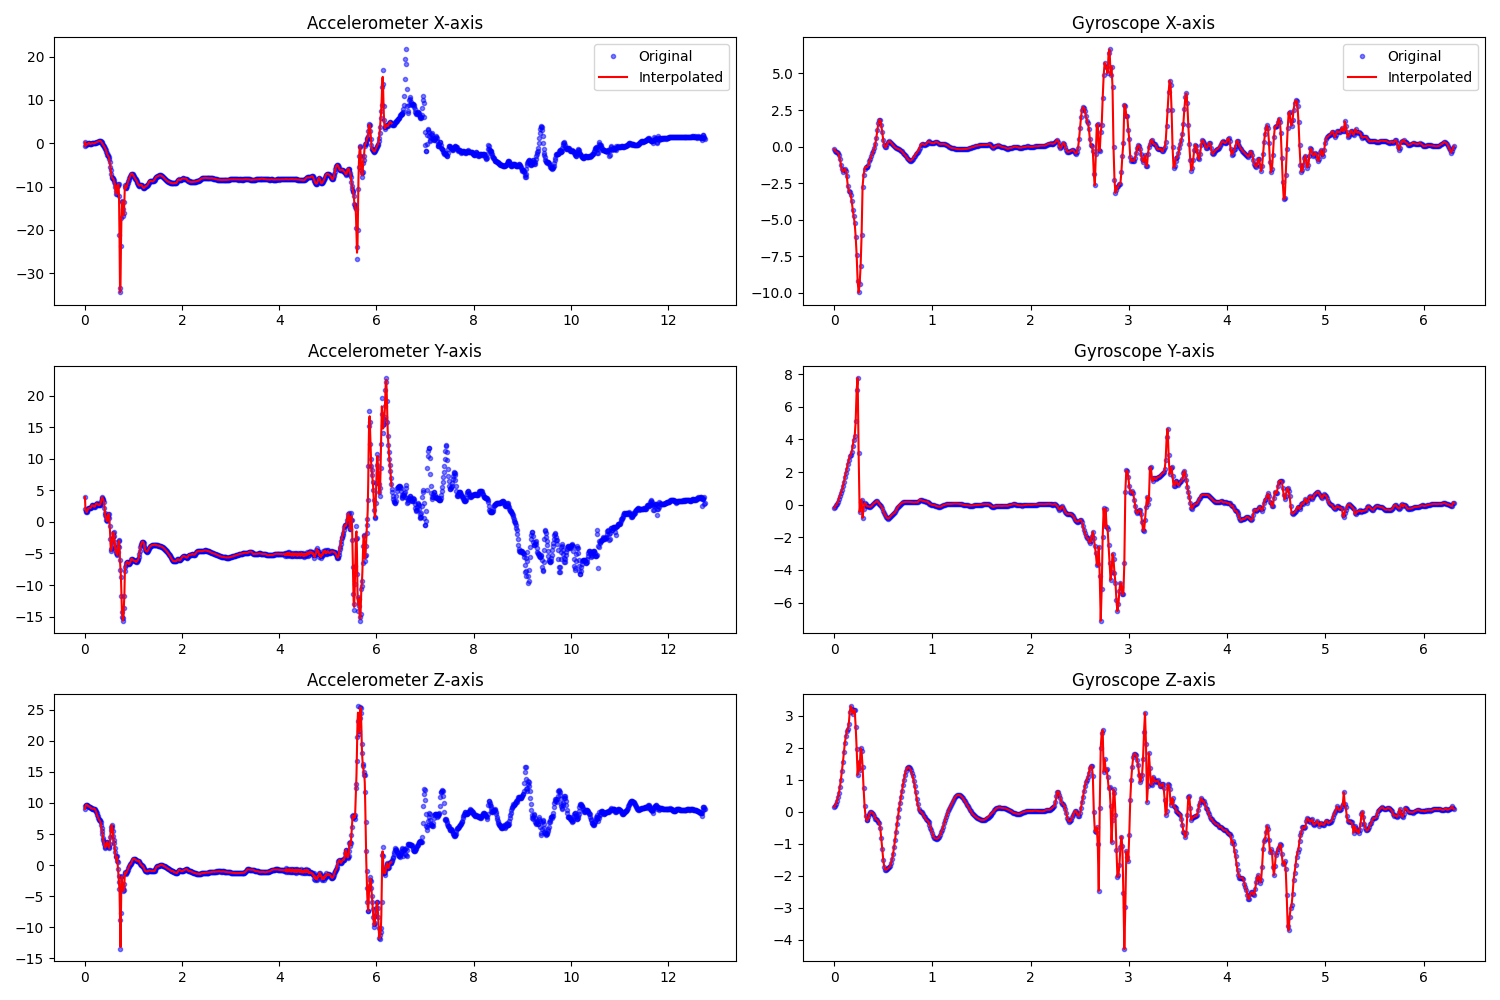 Accelerometer X-axis
20
10
0
−10
−20
−30
0 2 4 6 8 10 12
Original
Interpolated
Gyroscope X-axis
5.0
2.5
0.0
−2.5
−5.0
−7.5
−10.0
0 1 2 3 4 5 6
Original
Interpolated
Accelerometer Y-axis
20
15
10
5
0
−5
−10
−15
0 2 4 6 8 10 12
Gyroscope Y-axis
8
6
4
2
0
−2
−4
−6
0 1 2 3 4 5 6
Accelerometer Z-axis
25
20
15
10
5
0
−5
−10
−15
0 2 4 6 8 10 12
Gyroscope Z-axis
3
2
1
0
−1
−2
−3
−4
0 1 2 3 4 5 6